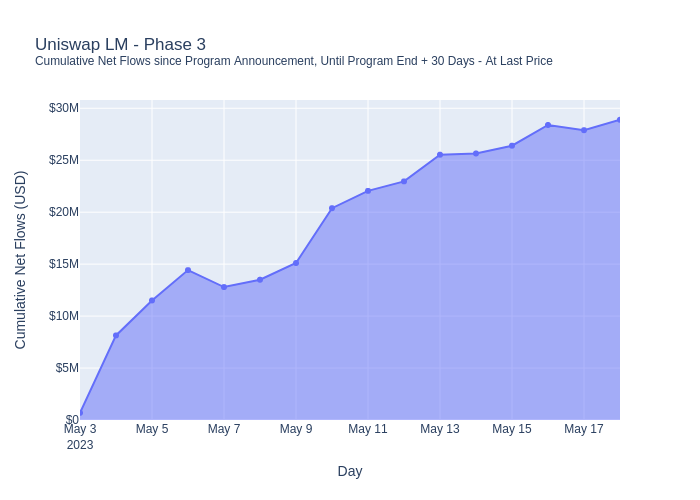 Uniswap LM - Phase 3
Cumulative Net Flows since Program Announcement, Until Program End + 30 Days - At Last Price
Cumulative Net Flows (USD)
$30M
$25M
$20M
$15M
$10M
$5M
$0
May 3 May 5 May 7 May 9 May 11 May 13 May 15 May 17
2023
Day